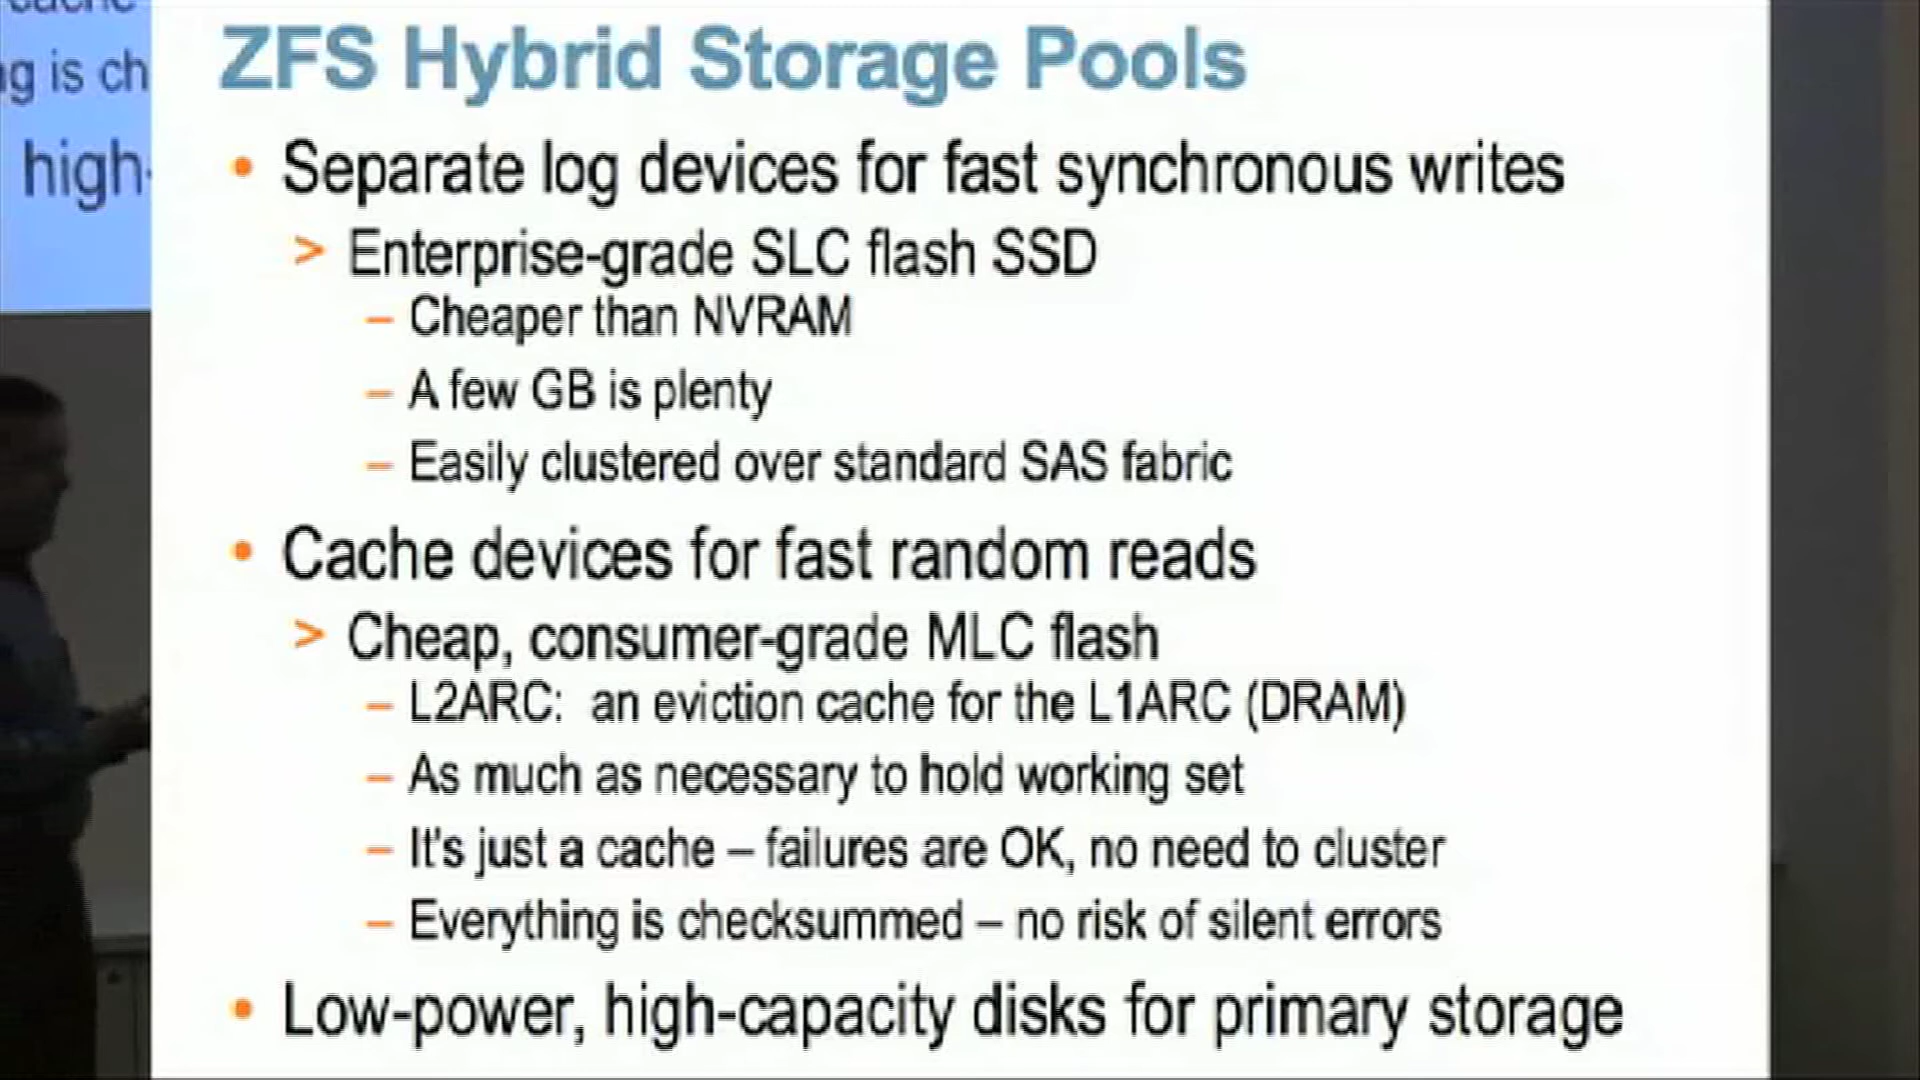 cache
g is ch
high-
ZFS Hybrid Storage Pools
• Separate log devices for fast synchronous writes
> Enterprise-grade SLC flash SSD
– Cheaper than NVRAM
– A few GB is plenty
– Easily clustered over standard SAS fabric
• Cache devices for fast random reads
> Cheap, consumer-grade MLC flash
– L2ARC: an eviction cache for the L1ARC (DRAM)
– As much as necessary to hold working set
– It's just a cache – failures are OK, no need to cluster
– Everything is checksummed – no risk of silent errors
• Low-power, high-capacity disks for primary storage